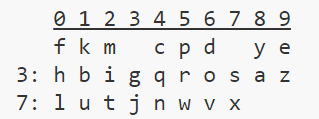 0 1 2 3 4 5 6 7 8 9
f k m c p d y e
3: h b i g q r o s a z
7: l u t j n w v x